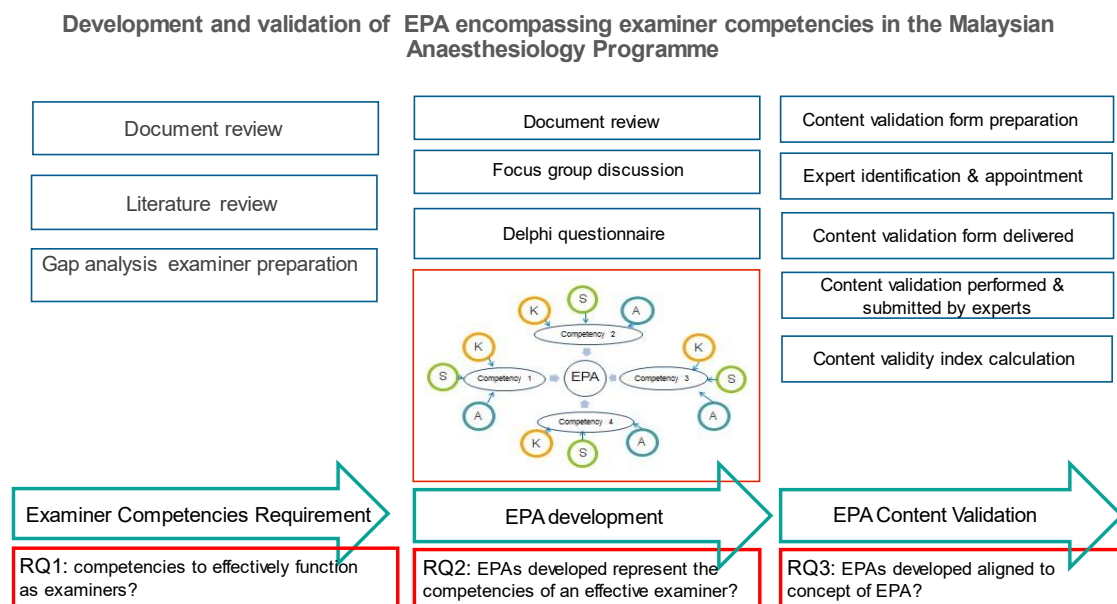 Development and validation of EPA encompassing examiner competencies in the Malaysian
Anaesthesiology Programme
Document review
Literature review
Gap analysis examiner preparation
Examiner Competencies Requirement
RQ1: competencies to effectively function
as examiners?
Document review
Focus group discussion
Delphi questionnaire
S
K
A
Competency 2
K
K
S
Competency 1
EPA
Competency 3
S
A
A
Competency 4
K
S
A
EPA development
RQ2: EPAs developed represent the
competencies of an effective examiner?
Content validation form preparation
Expert identification & appointment
Content validation form delivered
Content validation performed &
submitted by experts
Content validity index calculation
EPA Content Validation
RQ3: EPAs developed aligned to
concept of EPA?